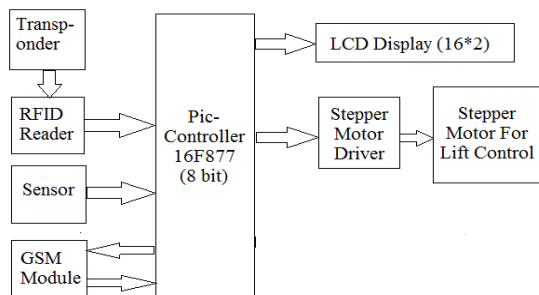 Transp-
onder
RFID
Reader
Sensor
GSM
Module
Pic-
Controller
16F877
(8 bit)
LCD Display (16*2)
Stepper
Motor
Driver
Stepper
Motor For
Lift Control